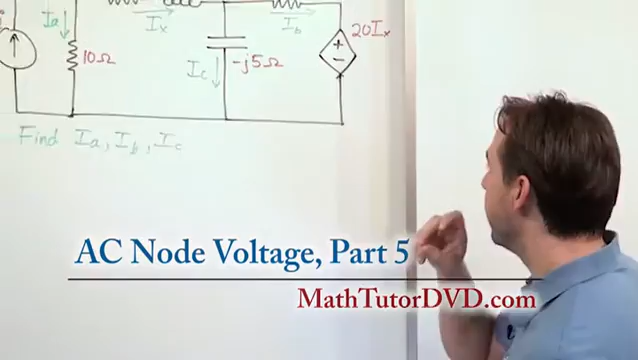 Ia ↓
Ix →
Ib →
20Ix
10Ω
Ic ↓
-j5Ω
+
−
Find Ia, Ib, Ic
AC Node Voltage, Part 5
MathTutorDVD.com